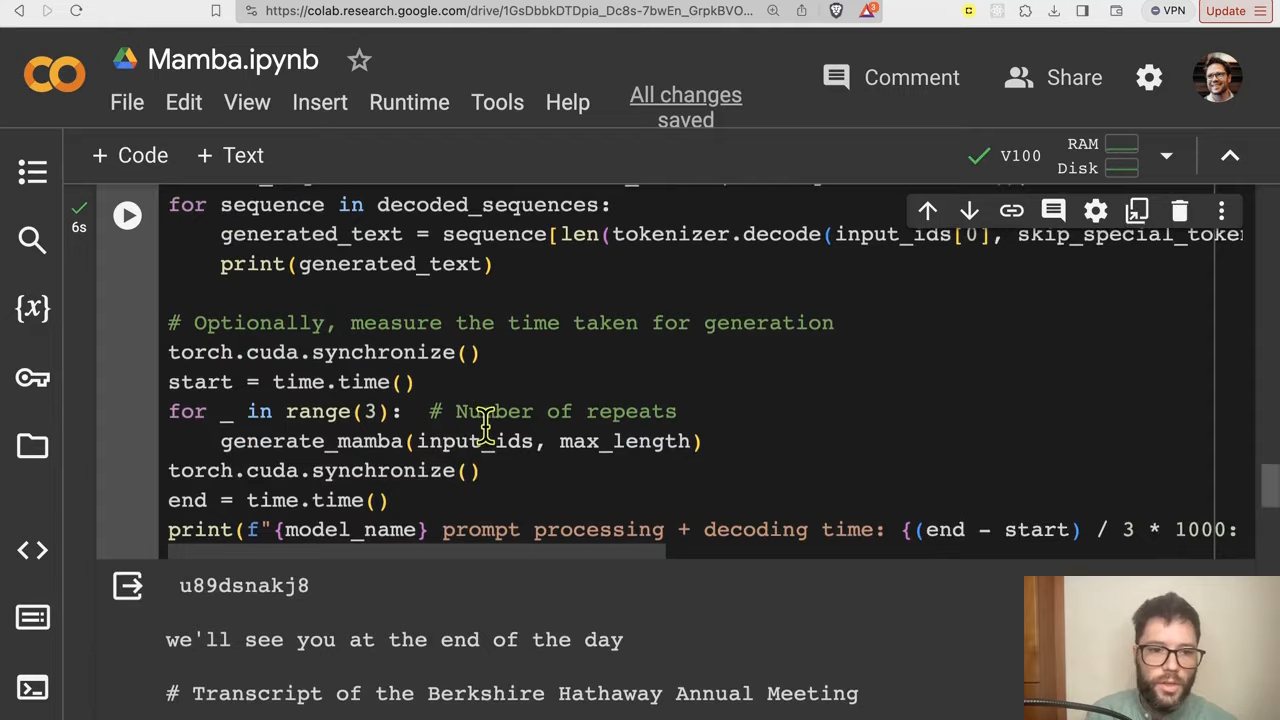 https://colab.research.google.com/drive/1GsDbbkDTDpia_Dc8s-7bwEn_GrpkBVO...
3
VPN
Update
Mamba.ipynb
Comment
Share
File Edit View Insert Runtime Tools Help
All changes saved
+ Code + Text
V100
RAM
Disk
for sequence in decoded_sequences:
6s
generated_text = sequence[len(tokenizer.decode(input_ids[0], skip_special_token
print(generated_text)
# Optionally, measure the time taken for generation
torch.cuda.synchronize()
start = time.time()
for _ in range(3):  # Number of repeats
generate_mamba(input_ids, max_length)
torch.cuda.synchronize()
end = time.time()
print(f"{model_name} prompt processing + decoding time: {(end - start) / 3 * 1000:
u89dsnakj8
we'll see you at the end of the day
# Transcript of the Berkshire Hathaway Annual Meeting